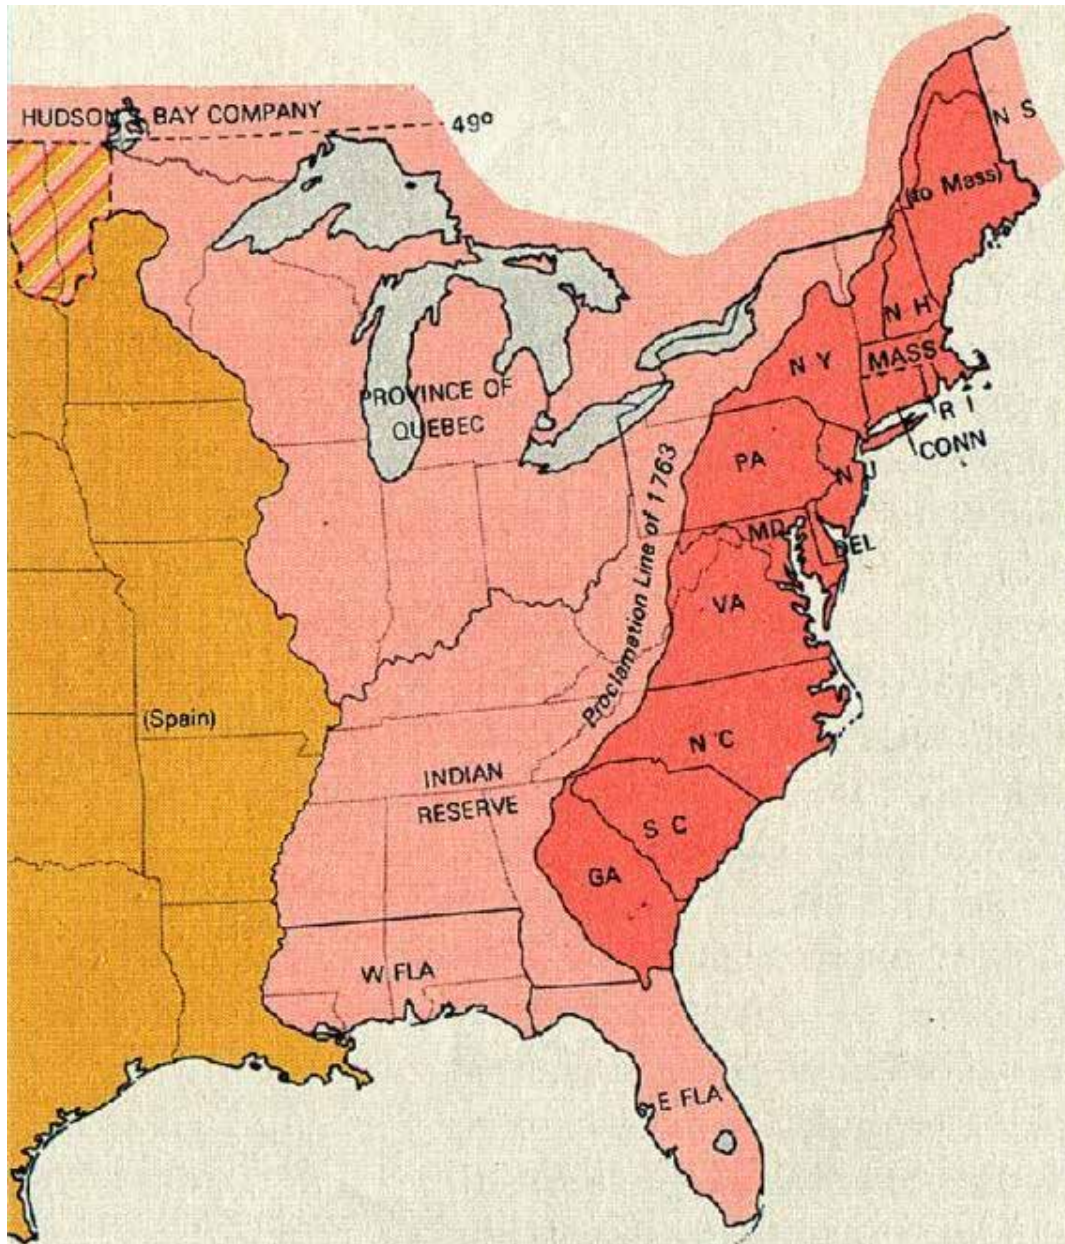 HUDSON'S BAY COMPANY
49º
N S
(to Mass)
N H
N Y
MASS
R I
CONN
PROVINCE OF
QUEBEC
PA
N J
MD
DEL
Proclamation Line of 1763
VA
(Spain)
N C
INDIAN
RESERVE
S C
GA
W FLA
E FLA